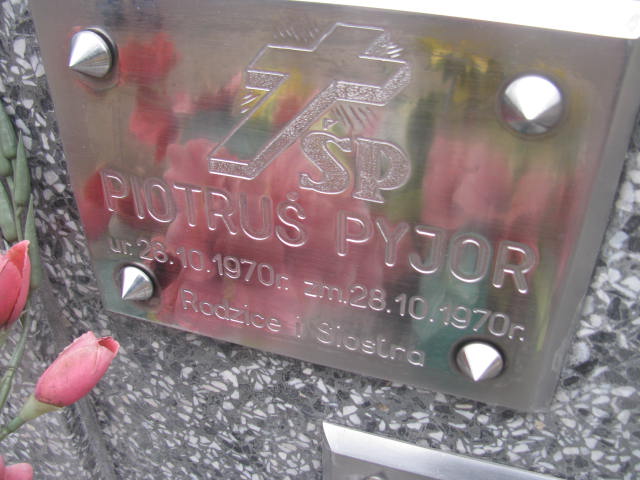 ŚP
PIOTRUŚ PYJOR
ur.28.10.1970r. zm.28.10.1970r.
Rodzice i Siostra